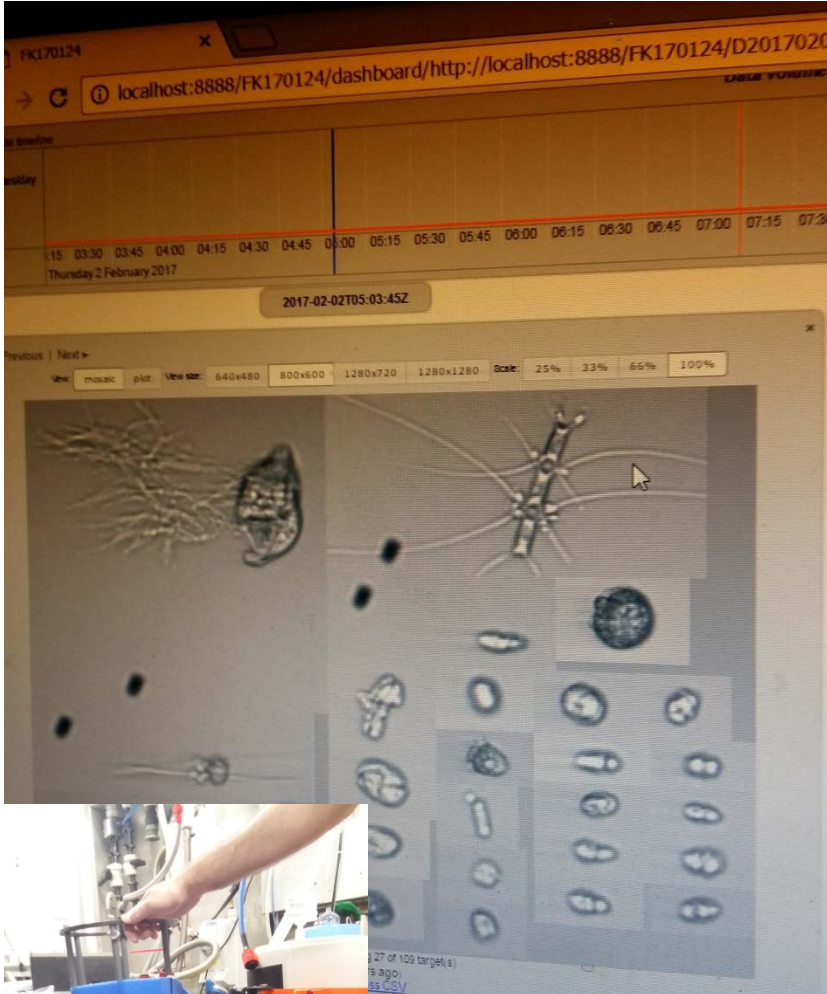 FK170124
localhost:8888/FK170124/dashboard/http://localhost:8888/FK170124/D2017020
Data Volume
timeline
:15 03:30 03:45 04:00 04:15 04:30 04:45 05:00 05:15 05:30 05:45 06:00 06:15 06:30 06:45 07:00 07:15 07:3
Thursday 2 February 2017
2017-02-02T05:03:45Z
Previous | Next
View: mosaic plot View size: 640x480 800x600 1280x720 1280x1280 Scale: 25% 33% 66% 100%
27 of 109 target(s)
rs ago)
ss CSV